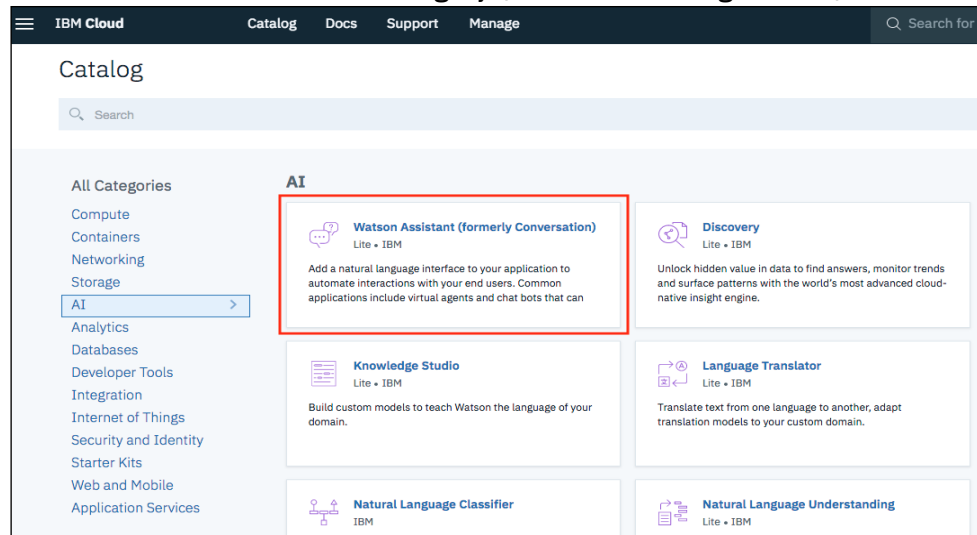 IBM Cloud Catalog Docs Support Manage Search for
Catalog
Search
All Categories
Compute
Containers
Networking
Storage
AI
Analytics
Databases
Developer Tools
Integration
Internet of Things
Security and Identity
Starter Kits
Web and Mobile
Application Services
AI
Watson Assistant (formerly Conversation)
Lite • IBM
Add a natural language interface to your application to
automate interactions with your end users. Common
applications include virtual agents and chat bots that can
Discovery
Lite • IBM
Unlock hidden value in data to find answers, monitor trends
and surface patterns with the world's most advanced cloud-
native insight engine.
Knowledge Studio
Lite • IBM
Build custom models to teach Watson the language of your
domain.
Language Translator
Lite • IBM
Translate text from one language to another, adapt
translation models to your custom domain.
Natural Language Classifier
IBM
Natural Language Understanding
Lite • IBM